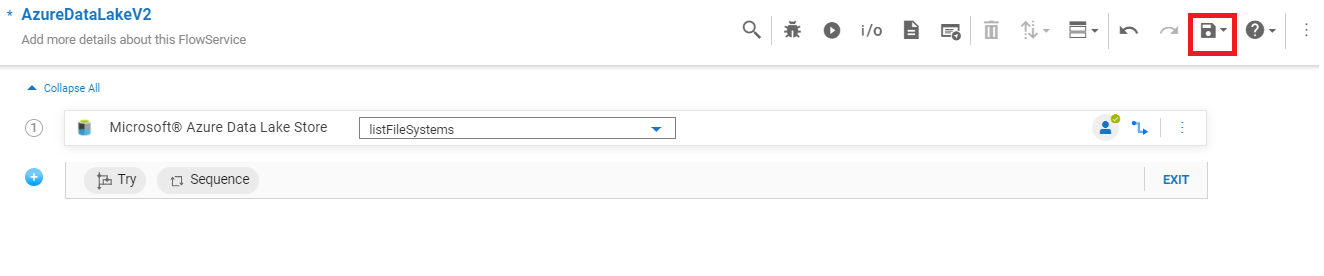 * AzureDataLakeV2
Add more details about this FlowService
i/o
?
Collapse All
1 Microsoft® Azure Data Lake Store listFileSystems
Try Sequence EXIT